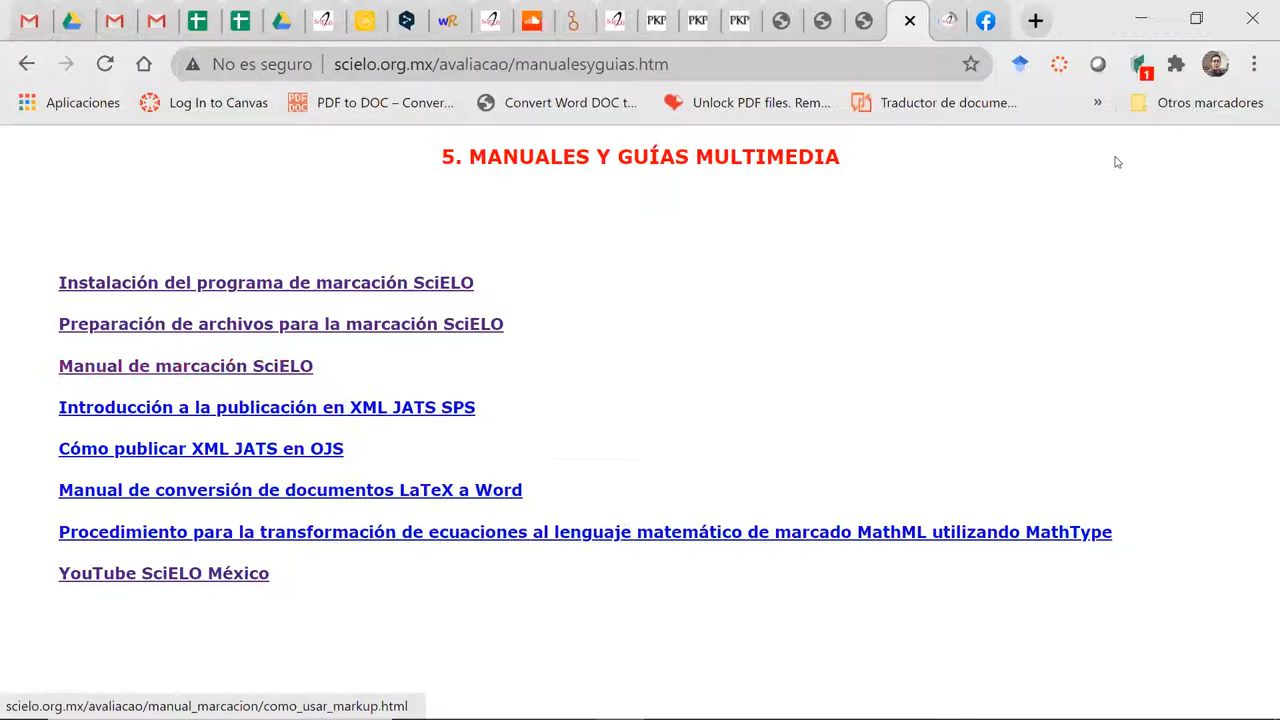 PKP PKP PKP
No es seguro | scielo.org.mx/avaliacao/manualesyguias.htm
1
Aplicaciones Log In to Canvas PDF to DOC – Conver... Convert Word DOC t... Unlock PDF files. Rem... Traductor de docume... » Otros marcadores
5. MANUALES Y GUÍAS MULTIMEDIA
Instalación del programa de marcación SciELO
Preparación de archivos para la marcación SciELO
Manual de marcación SciELO
Introducción a la publicación en XML JATS SPS
Cómo publicar XML JATS en OJS
Manual de conversión de documentos LaTeX a Word
Procedimiento para la transformación de ecuaciones al lenguaje matemático de marcado MathML utilizando MathType
YouTube SciELO México
scielo.org.mx/avaliacao/manual_marcacion/como_usar_markup.html